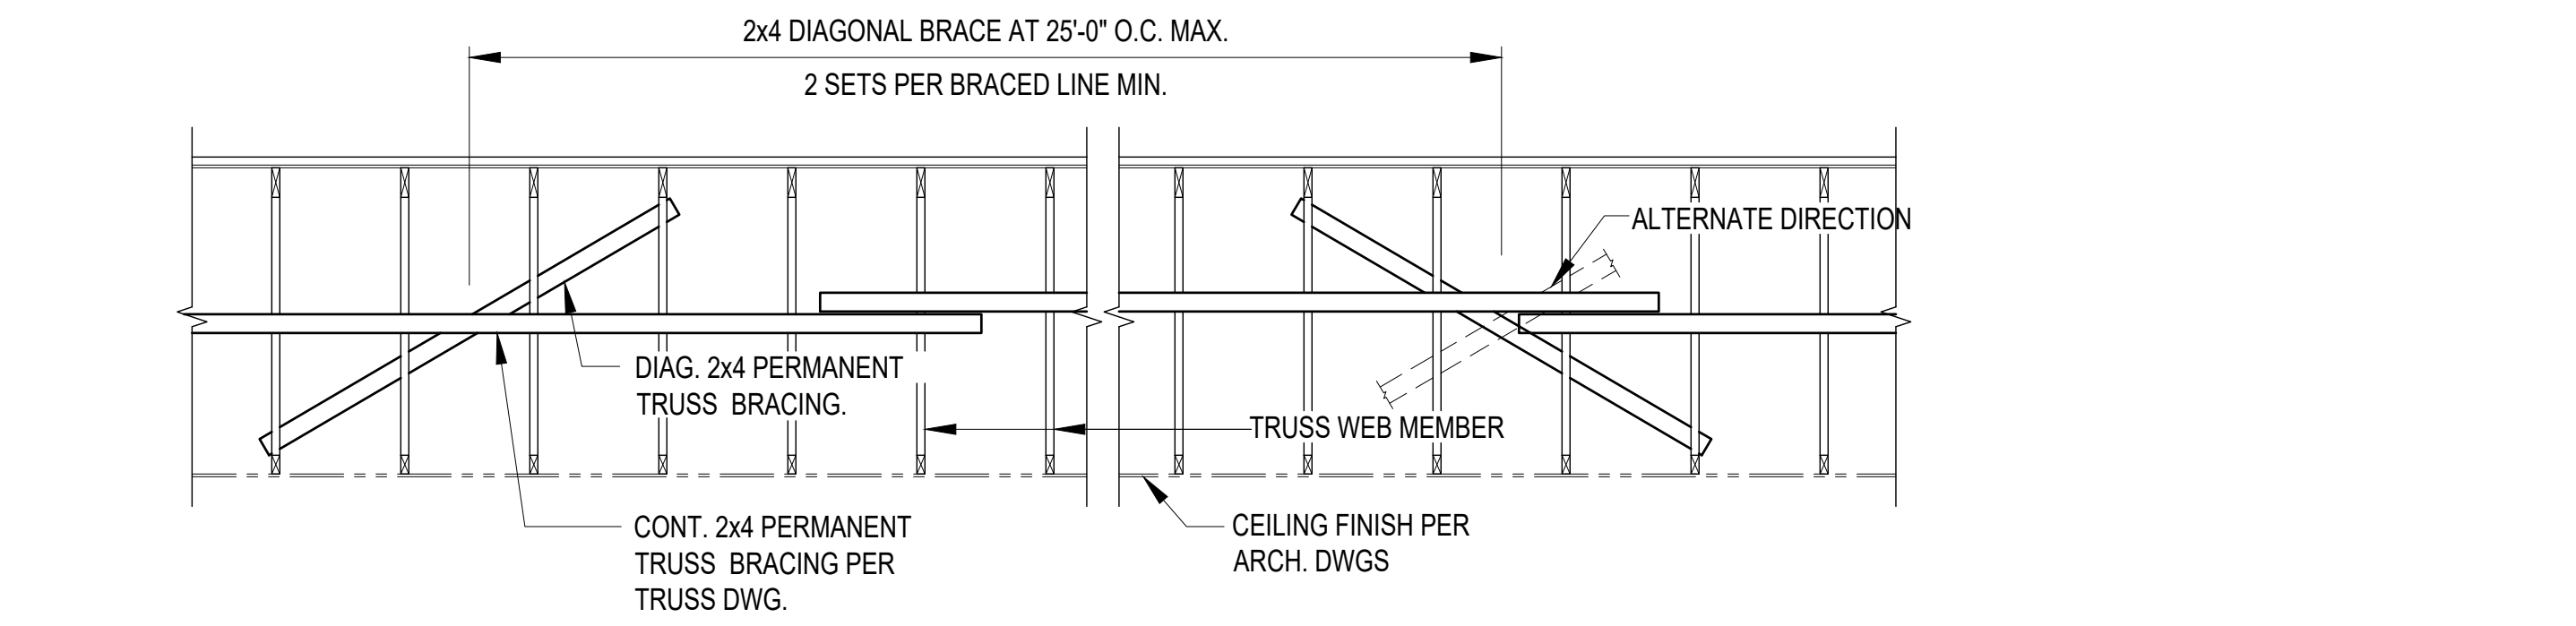 2x4 DIAGONAL BRACE AT 25'-0" O.C. MAX.
2 SETS PER BRACED LINE MIN.
ALTERNATE DIRECTION
DIAG. 2x4 PERMANENT
TRUSS BRACING.
TRUSS WEB MEMBER
CONT. 2x4 PERMANENT
TRUSS BRACING PER
TRUSS DWG.
CEILING FINISH PER
ARCH. DWGS